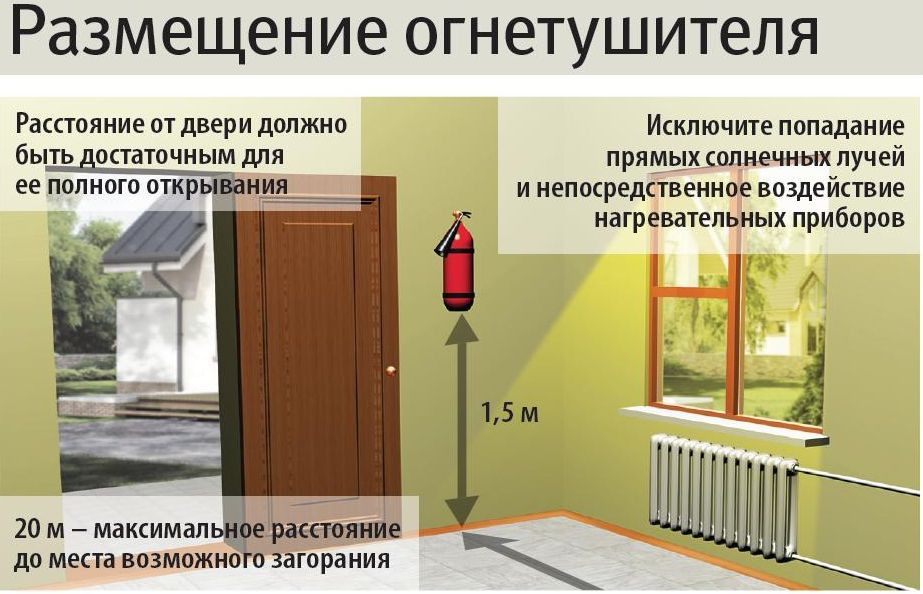 Размещение огнетушителя
Расстояние от двери должно
быть достаточным для
ее полного открывания
Исключите попадание
прямых солнечных лучей
и непосредственное воздействие
нагревательных приборов
1,5 м
20 м – максимальное расстояние
до места возможного загорания